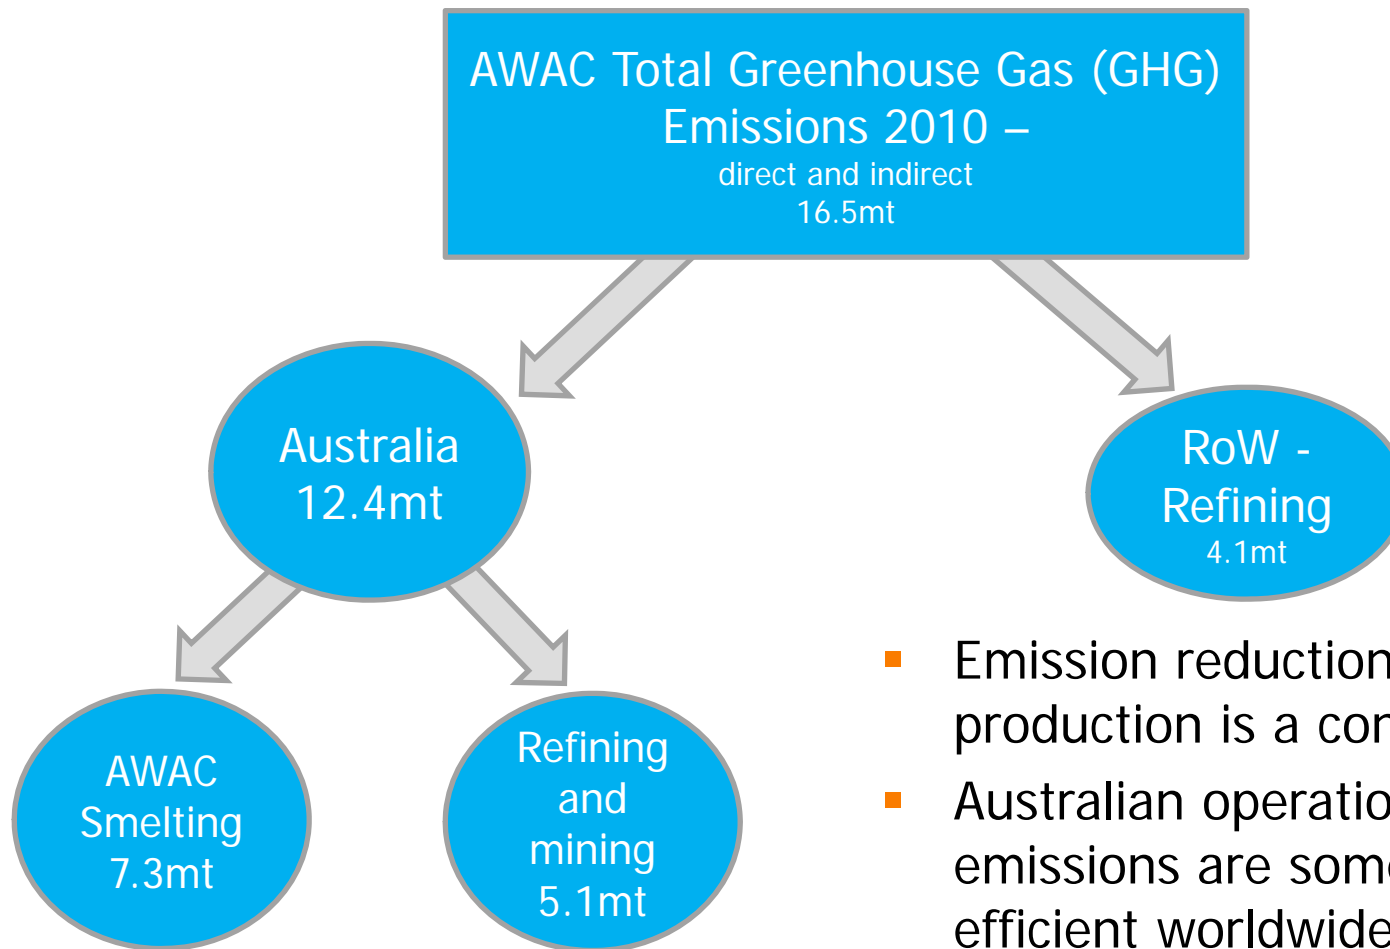 AWAC Total Greenhouse Gas (GHG)
Emissions 2010 –
direct and indirect
16.5mt
Australia
12.4mt
RoW -
Refining
4.1mt
AWAC
Smelting
7.3mt
Refining
and
mining
5.1mt
Emission reduction
production is a
Australian
emissions are
efficient worldwide